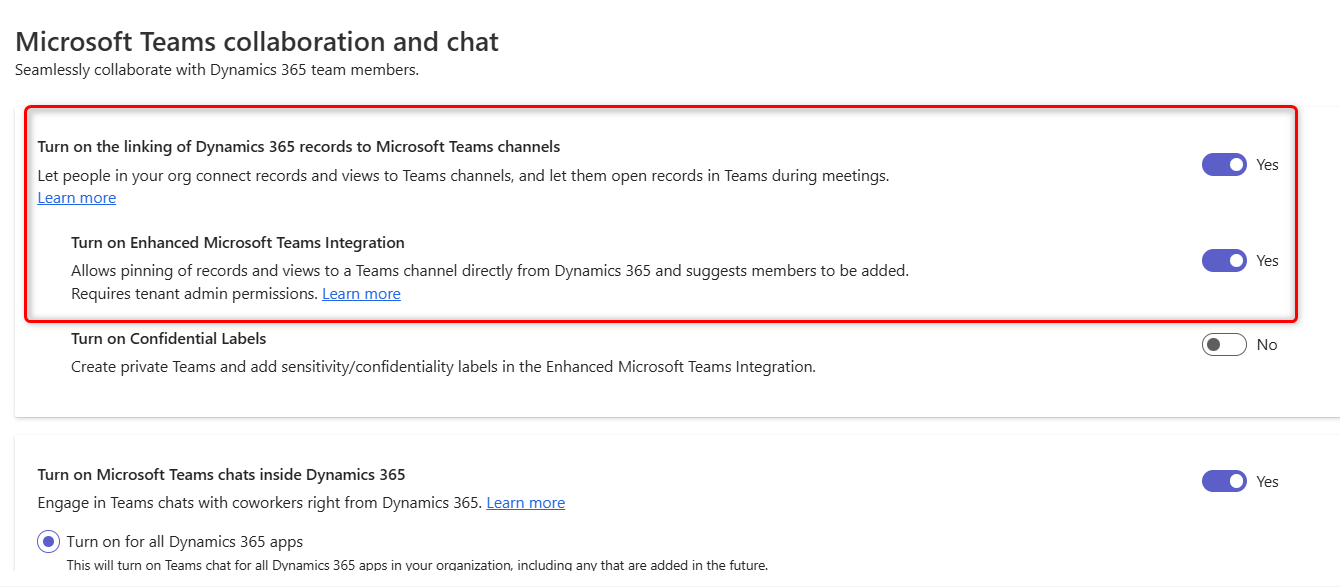 Microsoft Teams collaboration and chat
Seamlessly collaborate with Dynamics 365 team members.
Turn on the linking of Dynamics 365 records to Microsoft Teams channels
Yes
Let people in your org connect records and views to Teams channels, and let them open records in Teams during meetings.
Learn more
Turn on Enhanced Microsoft Teams Integration
Yes
Allows pinning of records and views to a Teams channel directly from Dynamics 365 and suggests members to be added.
Requires tenant admin permissions. Learn more
Turn on Confidential Labels
No
Create private Teams and add sensitivity/confidentiality labels in the Enhanced Microsoft Teams Integration.
Turn on Microsoft Teams chats inside Dynamics 365
Yes
Engage in Teams chats with coworkers right from Dynamics 365. Learn more
Turn on for all Dynamics 365 apps
This will turn on Teams chat for all Dynamics 365 apps in your organization, including any that are added in the future.